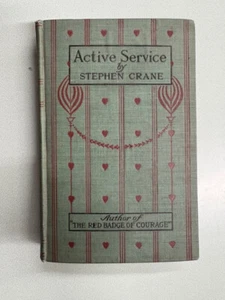 Active Service
by
STEPHEN CRANE
Author of
"THE RED BADGE OF COURAGE"